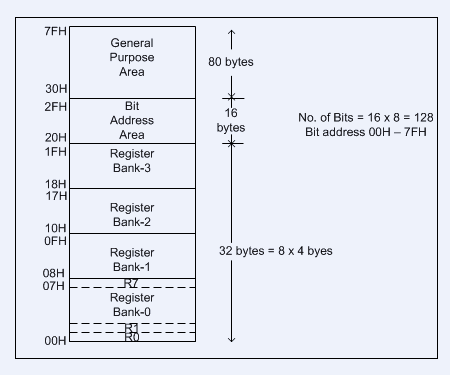 7FH
General
Purpose
Area
80 bytes
30H
2FH
Bit
Address
Area
16
bytes
No. of Bits = 16 x 8 = 128
Bit address 00H – 7FH
20H
1FH
Register
Bank-3
18H
17H
Register
Bank-2
10H
0FH
Register
Bank-1
32 bytes = 8 x 4 byes
08H
R7
07H
Register
Bank-0
R1
R0
00H